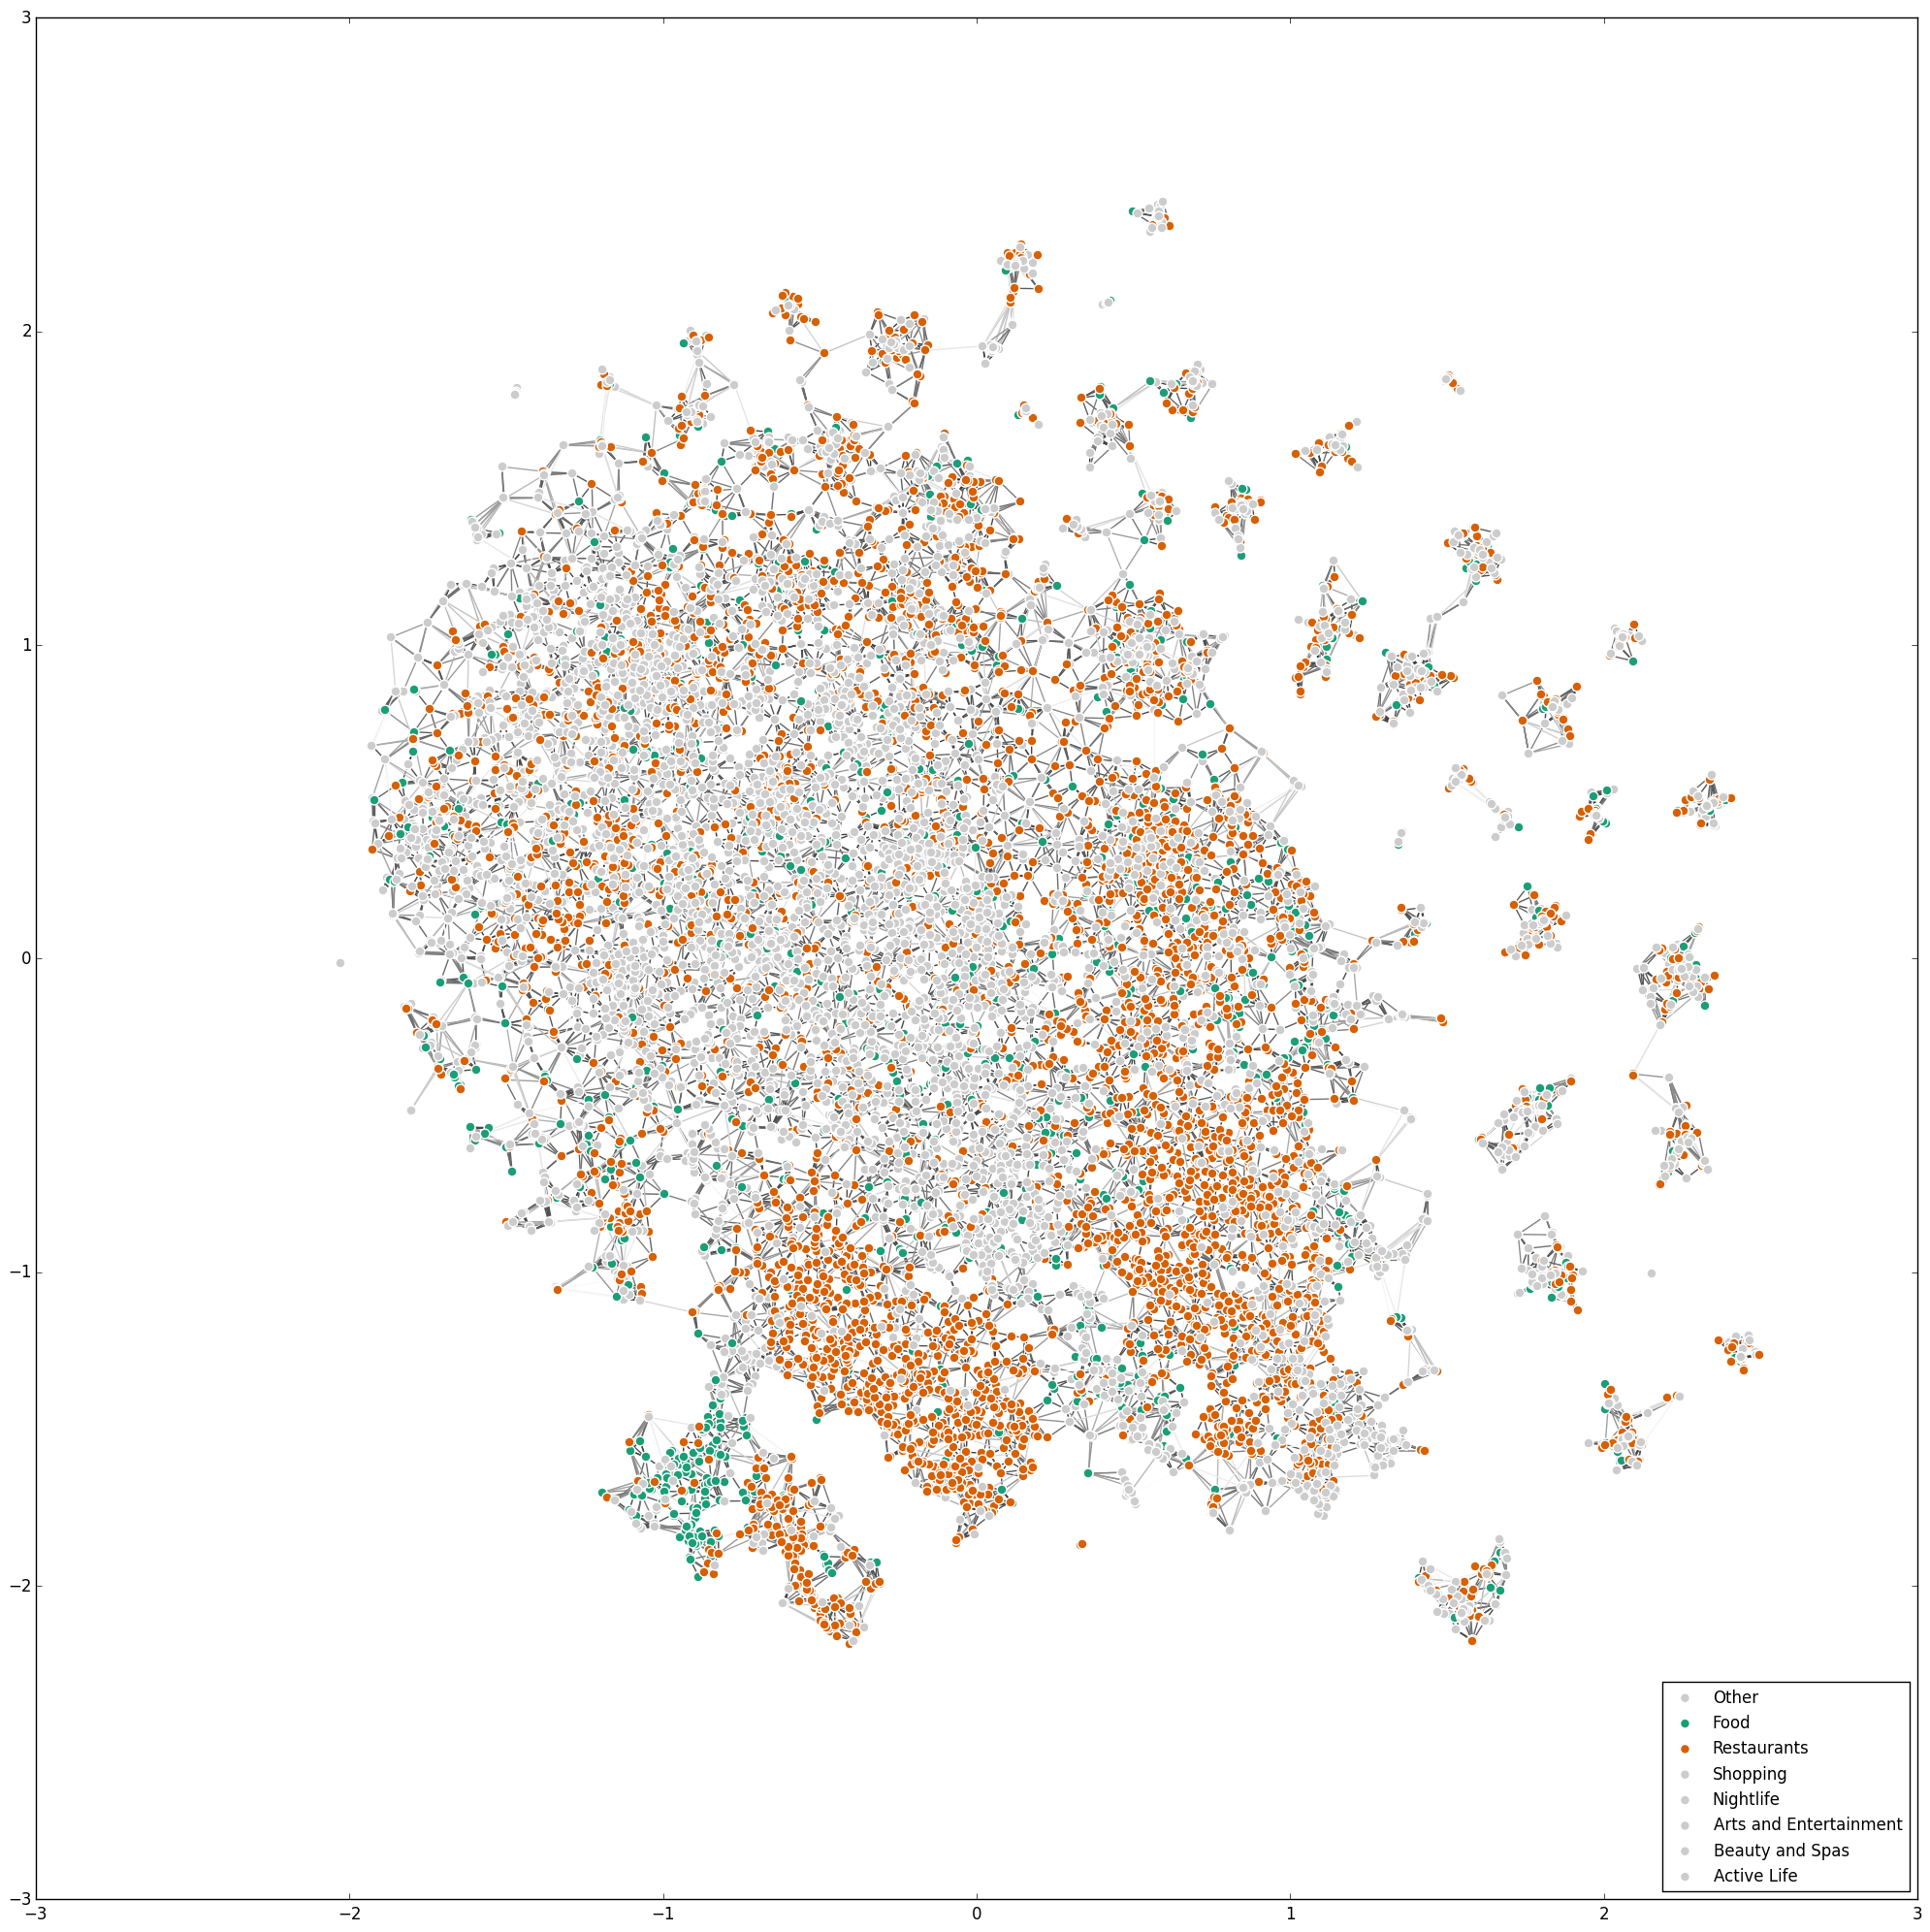 3
2
1
0
−1
−2
−3
−3
−2
−1
0
1
2
3
Other
Food
Restaurants
Shopping
Nightlife
Arts and Entertainment
Beauty and Spas
Active Life